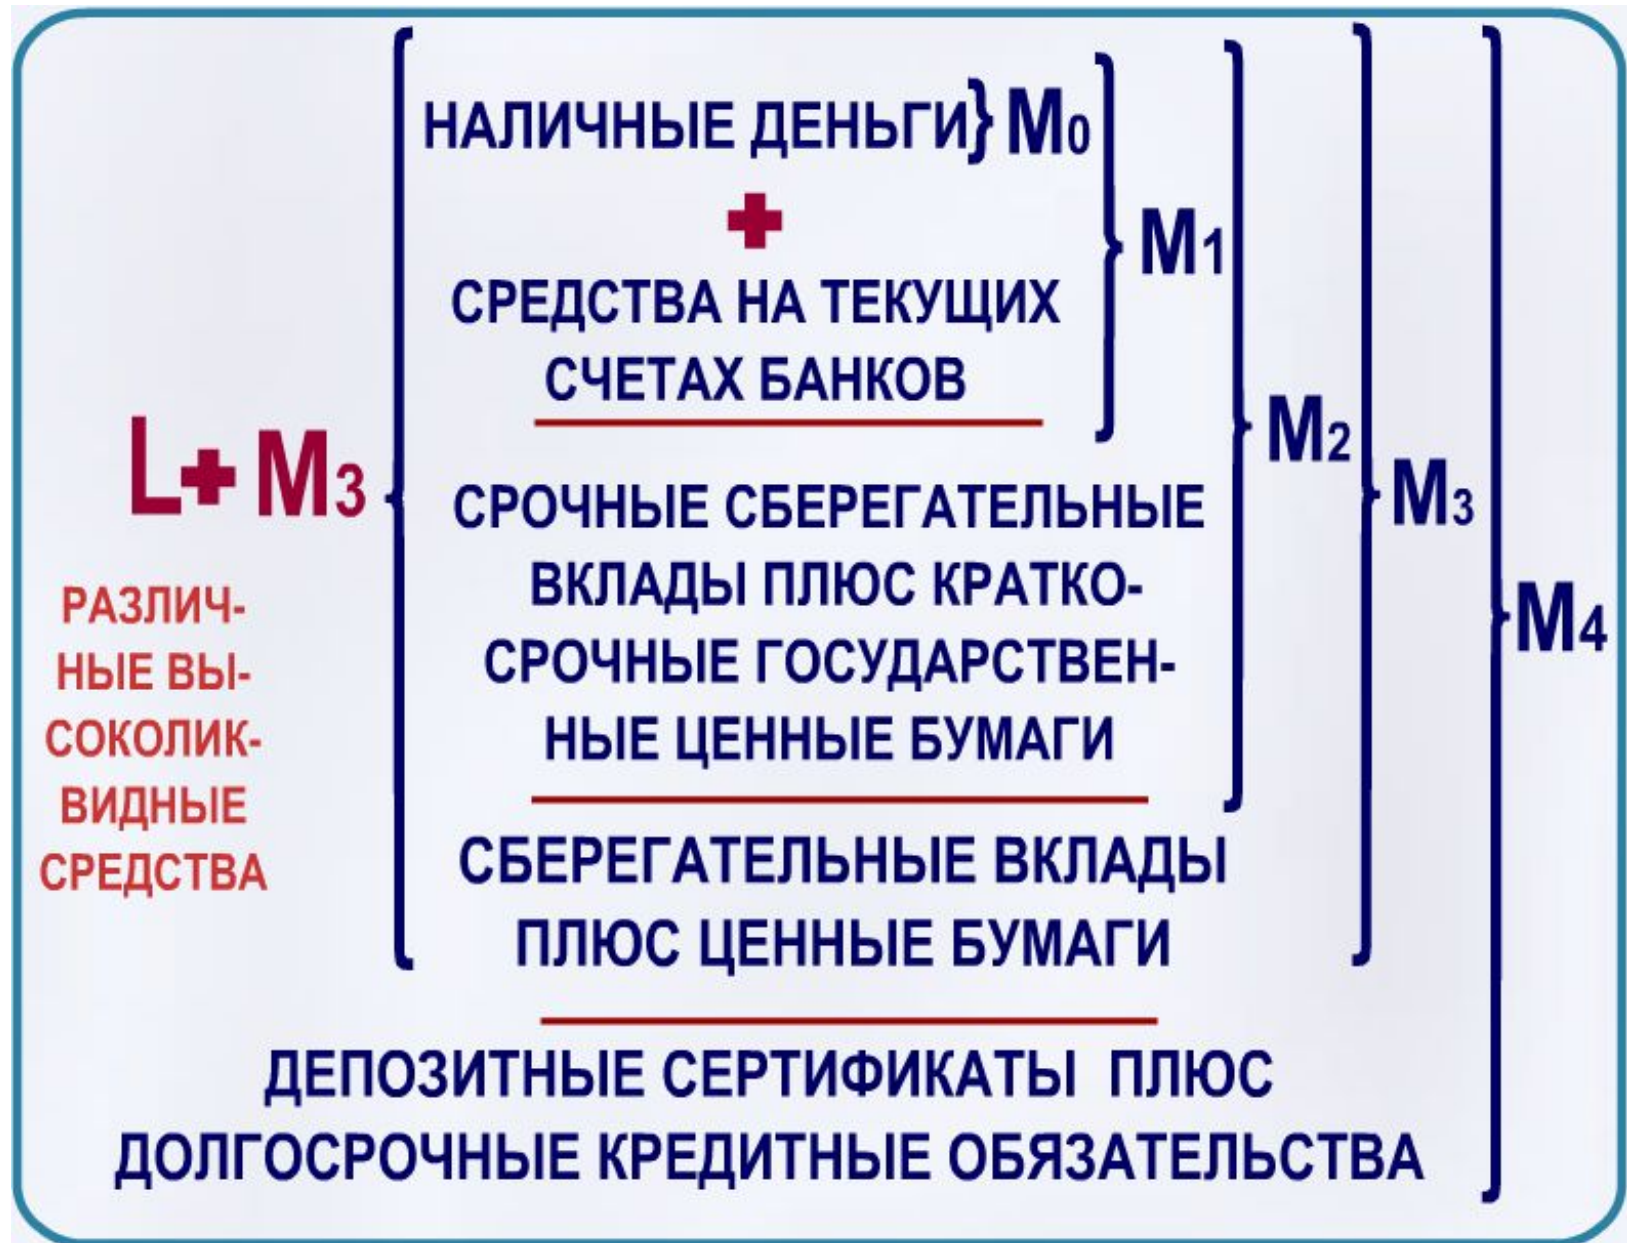 НАЛИЧНЫЕ ДЕНЬГИ} M0
+
M1
СРЕДСТВА НА ТЕКУЩИХ
СЧЕТАХ БАНКОВ
M2
L+ M3
СРОЧНЫЕ СБЕРЕГАТЕЛЬНЫЕ
M3
ВКЛАДЫ ПЛЮС КРАТКО-
СРОЧНЫЕ ГОСУДАРСТВЕН-
M4
НЫЕ ЦЕННЫЕ БУМАГИ
РАЗЛИЧ-
НЫЕ ВЫ-
СОКОЛИК-
ВИДНЫЕ
СРЕДСТВА
СБЕРЕГАТЕЛЬНЫЕ ВКЛАДЫ
ПЛЮС ЦЕННЫЕ БУМАГИ
ДЕПОЗИТНЫЕ СЕРТИФИКАТЫ ПЛЮС
ДОЛГОСРОЧНЫЕ КРЕДИТНЫЕ ОБЯЗАТЕЛЬСТВА